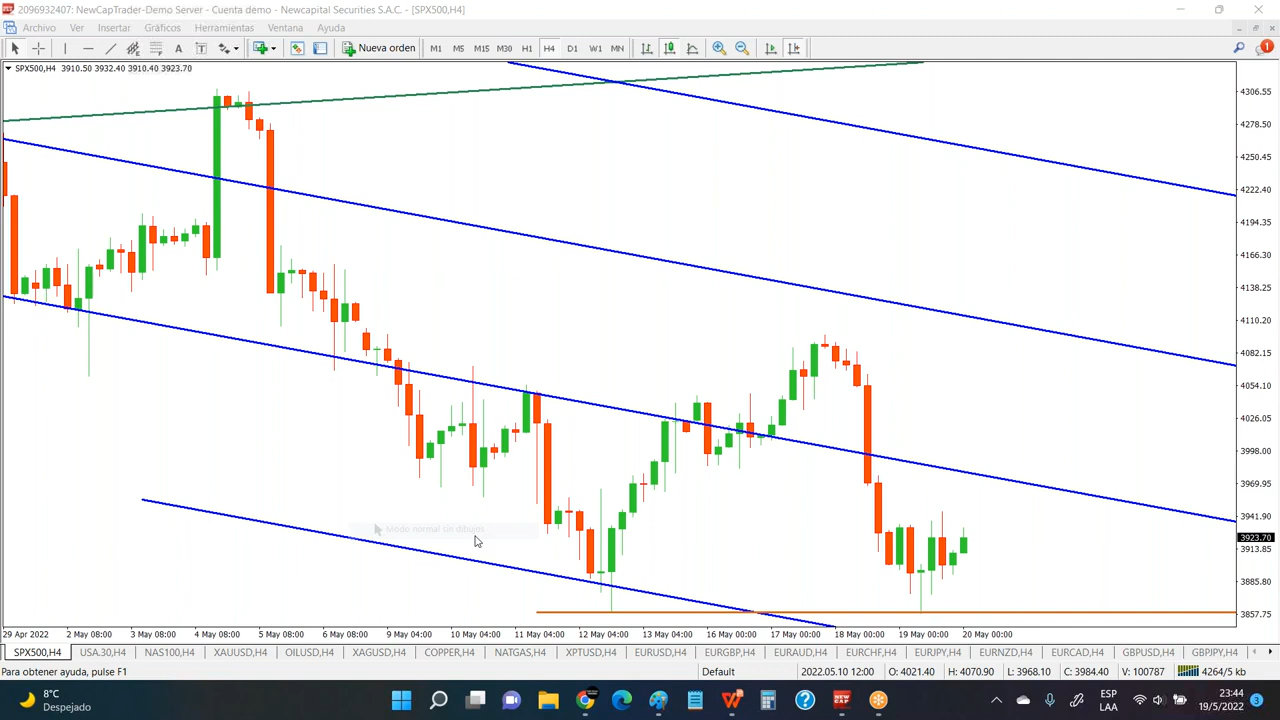 2096932407: NewCapTrader-Demo Server - Cuenta demo - Newcapital Securities S.A.C. - [SPX500,H4]
Archivo Ver Insertar Gráficos Herramientas Ventana Ayuda
A T Nueva orden M1 M5 M15 M30 H1 H4 D1 W1 MN 1
SPX500,H4 3910.50 3932.40 3910.40 3923.70
4306.55
4278.50
4250.45
4222.40
4194.35
4166.30
4138.25
4110.20
4082.15
4054.10
4026.05
3998.00
3969.95
3941.90
3923.70
3913.85
3885.80
3857.75
Modo normal sin dibujos
29 Apr 2022 2 May 08:00 3 May 08:00 4 May 08:00 5 May 08:00 6 May 08:00 9 May 04:00 10 May 04:00 11 May 04:00 12 May 04:00 13 May 04:00 16 May 00:00 17 May 00:00 18 May 00:00 19 May 00:00 20 May 00:00
SPX500,H4 USA.30,H4 NAS100,H4 XAUUSD,H4 OILUSD,H4 XAGUSD,H4 COPPER,H4 NATGAS,H4 XPTUSD,H4 EURUSD,H4 EURGBP,H4 EURAUD,H4 EURCHF,H4 EURJPY,H4 EURNZD,H4 EURCAD,H4 GBPUSD,H4 GBPJPY,H4
Para obtener ayuda, pulse F1 Default 2022.05.10 12:00 O: 4021.40 H: 4070.90 L: 3968.10 C: 3984.40 V: 100787 4264/5 kb
8°C
Despejado
NEW CAP
ESP
LAA
23:44
19/5/2022
3